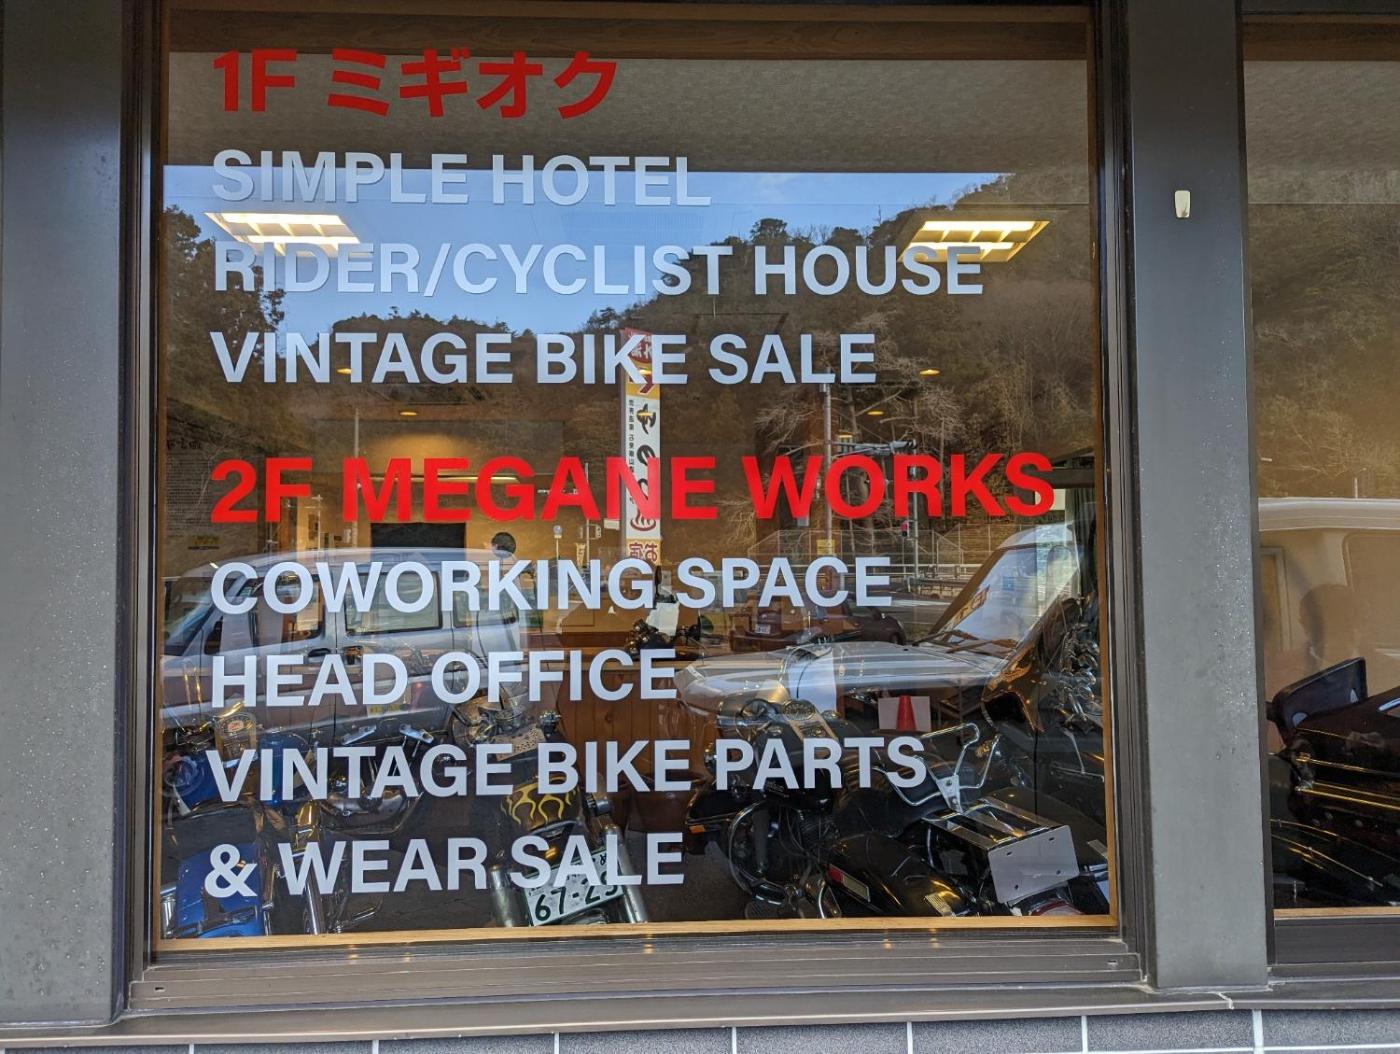 1F ミギオク
SIMPLE HOTEL
RIDER/CYCLIST HOUSE
VINTAGE BIKE SALE
2F MEGANE WORKS
COWORKING SPACE
HEAD OFFICE
VINTAGE BIKE PARTS
& WEAR SALE